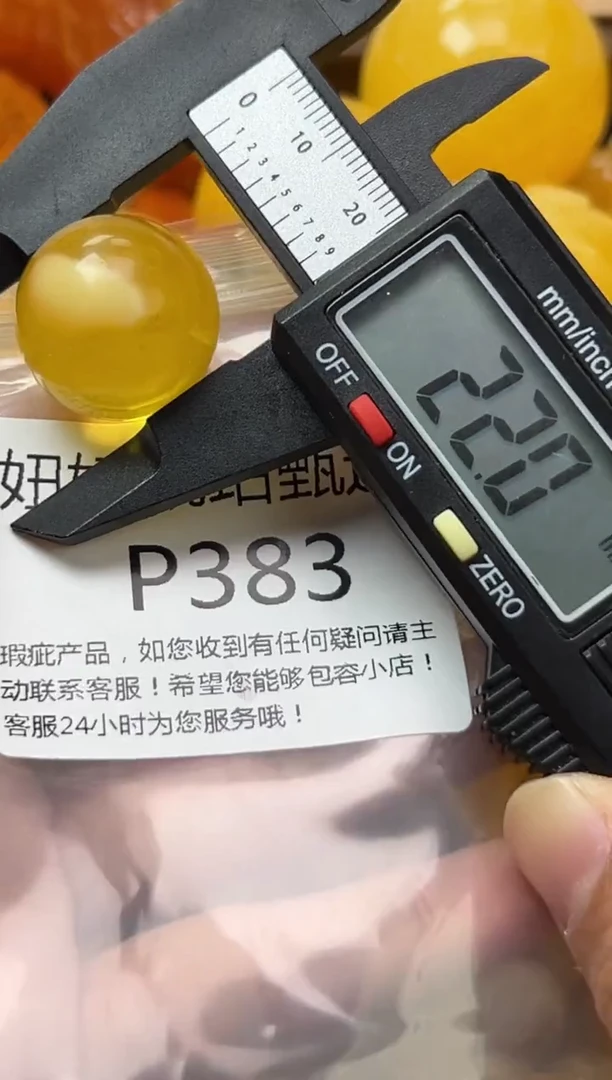 0
10
20
1 2 3 4 5 6 7 8 9
mm/inch
OFF
ON
ZERO
22.0
P383
瑕疵产品，如您收到有任何疑问请主
动联系客服！希望您能够包容小店！
客服24小时为您服务哦！